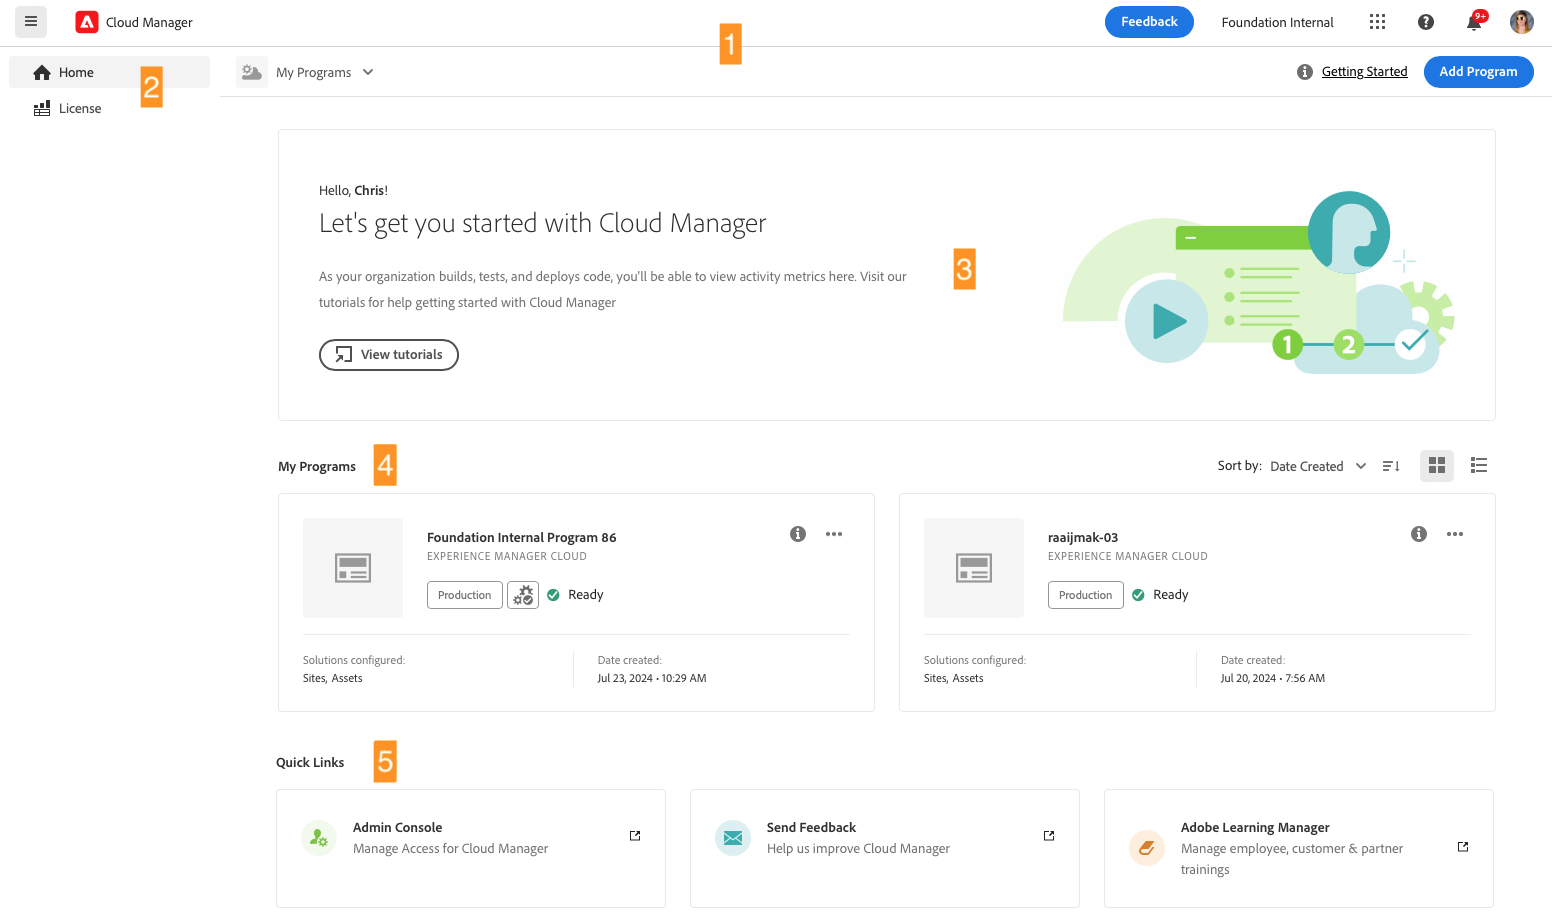 Cloud Manager
Feedback
Foundation Internal
9+
1
Home
2
License
My Programs
Getting Started
Add Program
Hello, Chris!
Let's get you started with Cloud Manager
As your organization builds, tests, and deploys code, you'll be able to view activity metrics here. Visit our
tutorials for help getting started with Cloud Manager
View tutorials
3
1
2
My Programs
4
Sort by: Date Created
Foundation Internal Program 86
EXPERIENCE MANAGER CLOUD
Production
Ready
Solutions configured:
Sites, Assets
Date created:
Jul 23, 2024 • 10:29 AM
raaijmak-03
EXPERIENCE MANAGER CLOUD
Production
Ready
Solutions configured:
Sites, Assets
Date created:
Jul 20, 2024 • 7:56 AM
Quick Links
5
Admin Console
Manage Access for Cloud Manager
Send Feedback
Help us improve Cloud Manager
Adobe Learning Manager
Manage employee, customer & partner
trainings